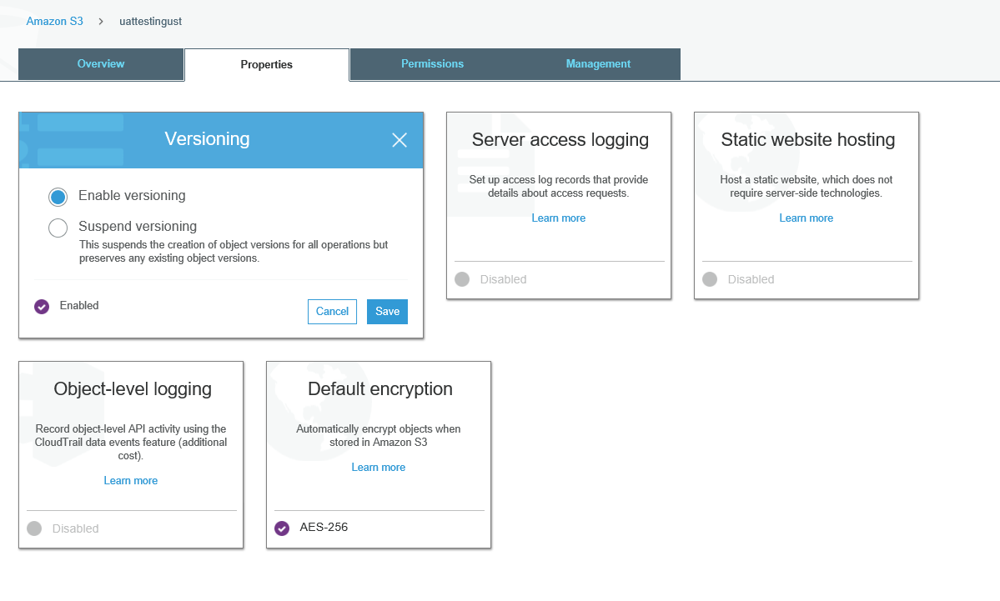 Amazon S3 > uattestingust
Overview
Properties
Permissions
Management
Versioning
Enable versioning
Suspend versioning
This suspends the creation of object versions for all operations but
preserves any existing object versions.
Enabled
Cancel
Save
Server access logging
Set up access log records that provide
details about access requests.
Learn more
Disabled
Static website hosting
Host a static website, which does not
require server-side technologies.
Learn more
Disabled
Object-level logging
Record object-level API activity using the
CloudTrail data events feature (additional
cost).
Learn more
Disabled
Default encryption
Automatically encrypt objects when
stored in Amazon S3
Learn more
AES-256